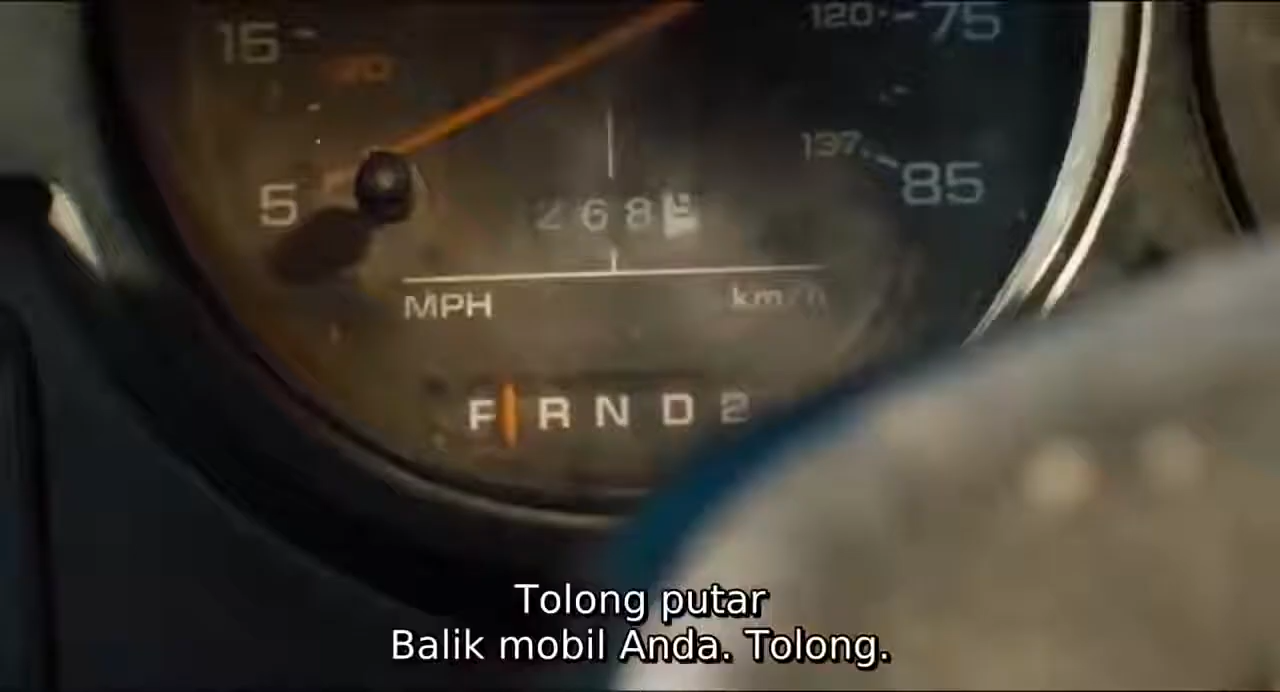 15
120 75
137 85
5
268
MPH km/h
P R N D 2
Tolong putar
Balik mobil Anda. Tolong.